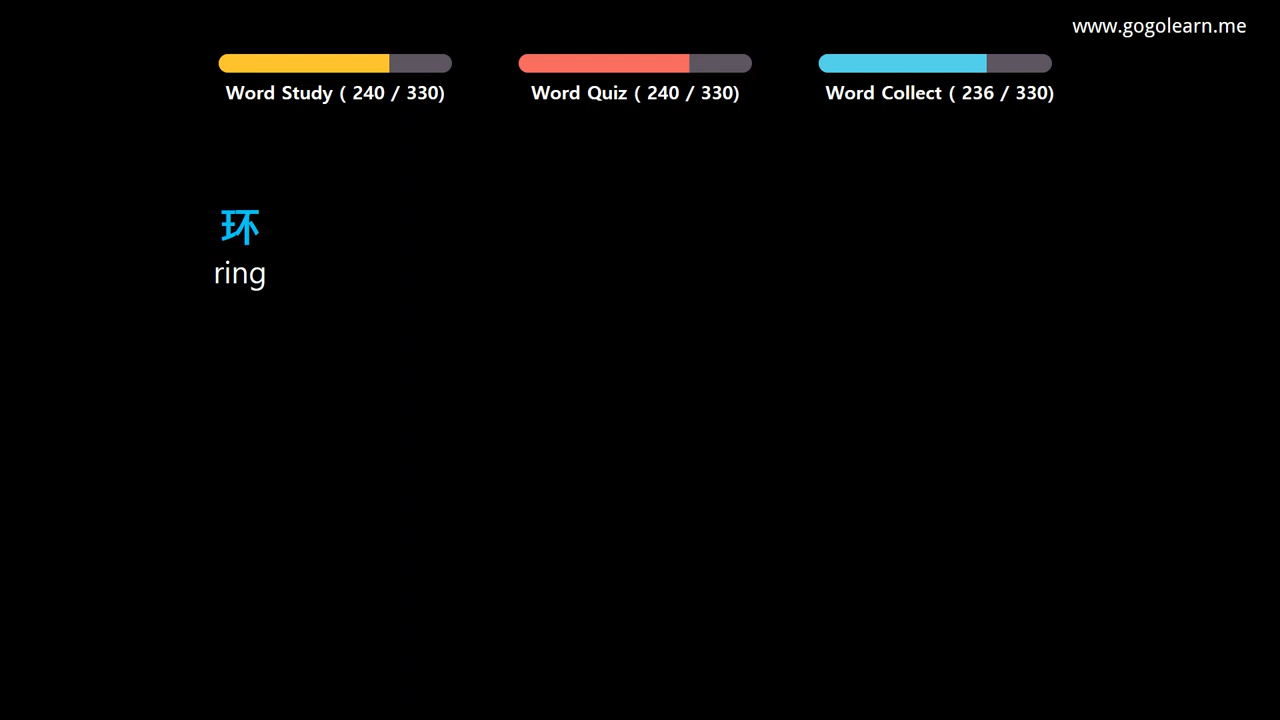 www.gogolearn.me
Word Study ( 240 / 330)
Word Quiz ( 240 / 330)
Word Collect ( 236 / 330)
环
ring